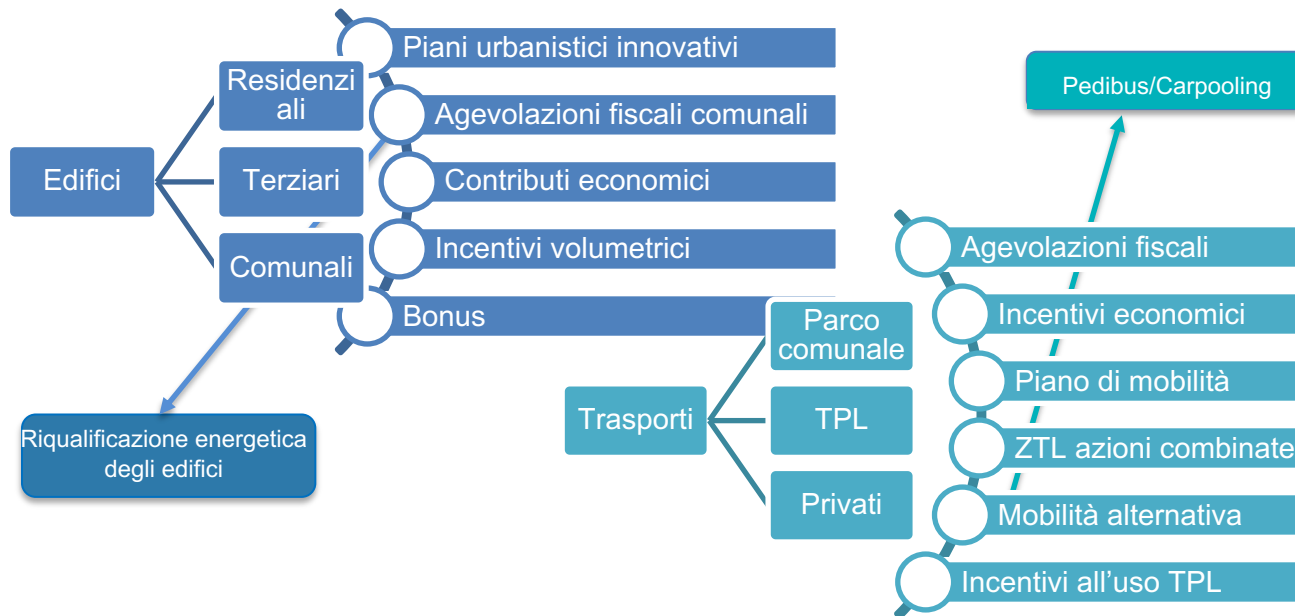 Edifici
Residenzi
ali
Terziari
Comunali
Piani urbanistici innovativi
Agevolazioni fiscali comunali
Contributi economici
Incentivi volumetrici
Bonus
Riqualificazione energetica
degli edifici
Pedibus/Carpooling
Trasporti
Parco
comunale
TPL
Privati
Agevolazioni fiscali
Incentivi economici
Piano di mobilità
ZTL azioni combinate
Mobilità alternativa
Incentivi all’uso TPL